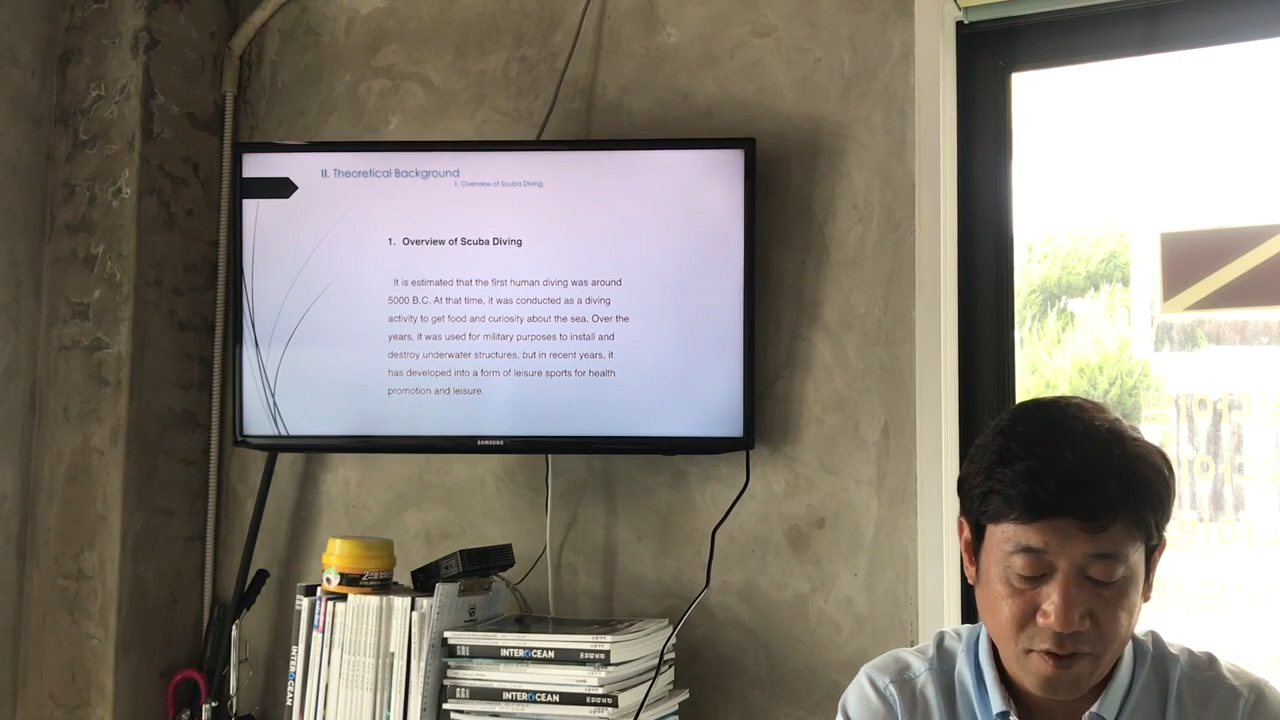 II. Theoretical Background
1. Overview of Scuba Diving
1. Overview of Scuba Diving
It is estimated that the first human diving was around
5000 B.C. At that time, it was conducted as a diving
activity to get food and curiosity about the sea. Over the
years, it was used for military purposes to install and
destroy underwater structures, but in recent years, it
has developed into a form of leisure sports for health
promotion and leisure.
SAMSUNG
INTEROCEAN
INTEROCEAN
INTEROCEAN